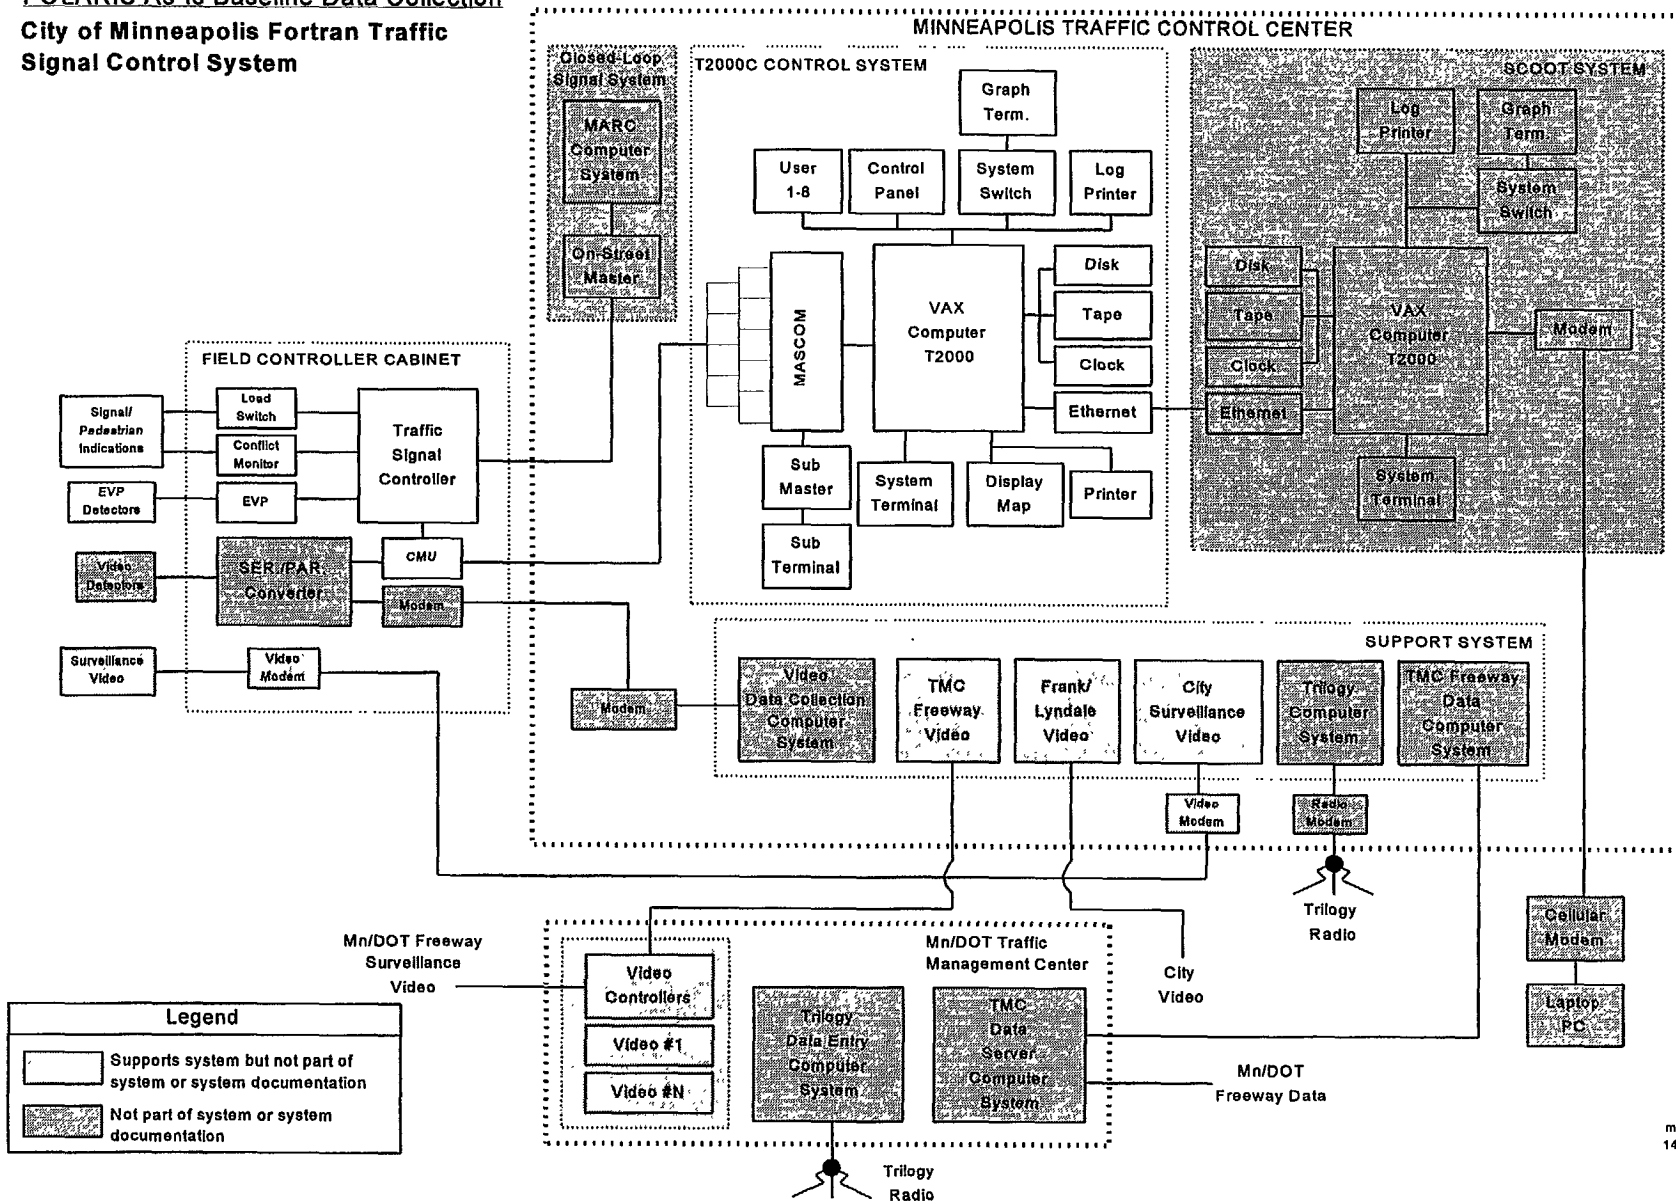 POLARIS As-Is Baseline Data Collection
City of Minneapolis Fortran Traffic
Signal Control System
MINNEAPOLIS TRAFFIC CONTROL CENTER
Closed-Loop
Signal System
MARC
Computer
System
On-Street
Master
T2000C CONTROL SYSTEM
Graph
Term.
User
1-8
Control
Panel
System
Switch
Log
Printer
MASCOM
VAX
Computer
T2000
Disk
Tape
Clock
Ethernet
Sub
Master
System
Terminal
Display
Map
Printer
Sub
Terminal
SCOOT SYSTEM
Log
Printer
Graph
Term.
System
Switch
Disk
Tape
Clock
Ethernet
VAX
Computer
T2000
Modem
System
Terminal
FIELD CONTROLLER CABINET
Signal/
Pedestrian
Indications
Load
Switch
Conflict
Monitor
Traffic
Signal
Controller
EVP
Detectors
EVP
Video
Detectors
SER./PAR.
Converter
CMU
Modem
Surveillance
Video
Video
Modem
SUPPORT SYSTEM
Modem
Video
Data Collection
Computer
System
TMC
Freeway
Video
Frank/
Lyndale
Video
City
Surveillance
Video
Trilogy
Computer
System
TMC Freeway
Data
Computer
System
Video
Modem
Radio
Modem
Trilogy
Radio
Cellular
Modem
Laptop
PC
Mn/DOT Freeway
Surveillance
Video
Mn/DOT Traffic
Management Center
Video
Controllers
Video #1
Video #N
Trilogy
Data Entry
Computer
System
TMC
Data
Server
Computer
System
City
Video
Mn/DOT
Freeway Data
Trilogy
Radio
Legend
Supports system but not part of
system or system documentation
Not part of system or system
documentation
m
14